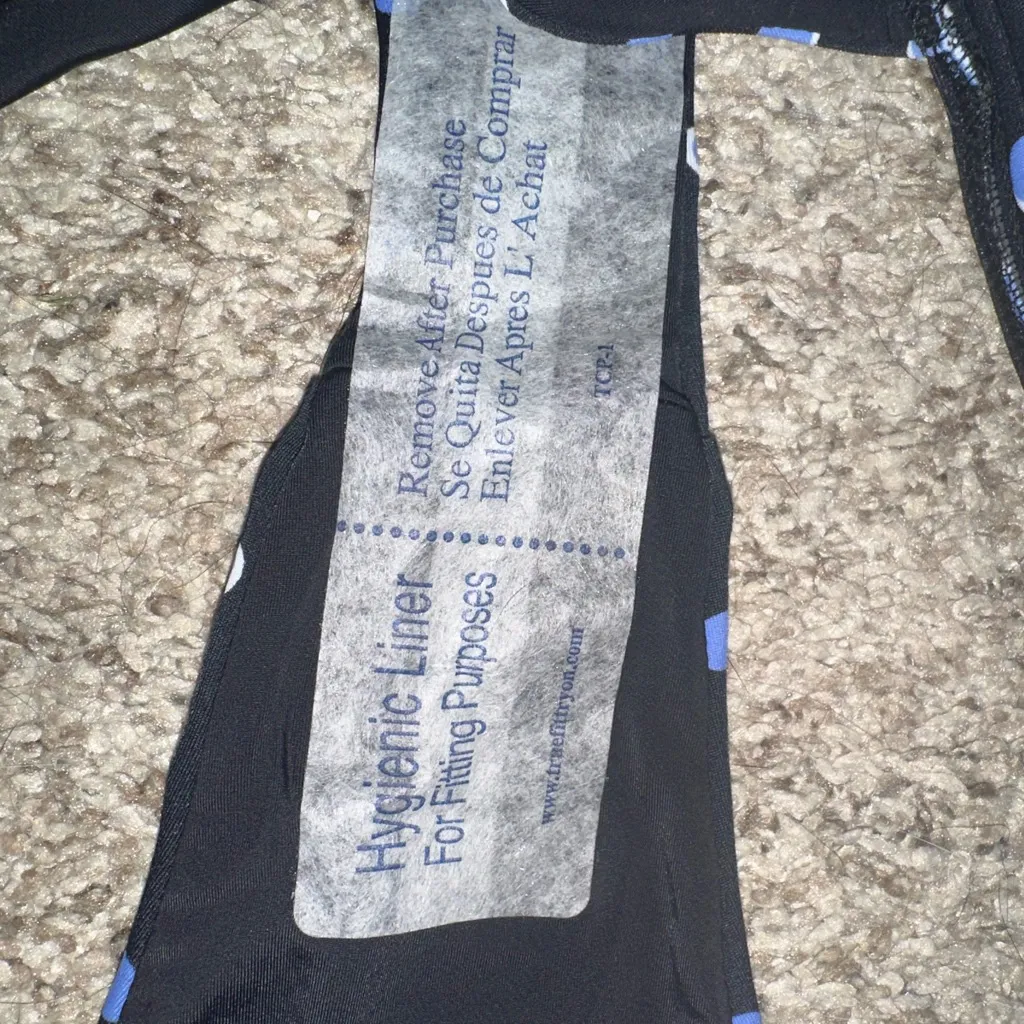 Remove After Purchase
Se Quita Despues de Comprar
Enlever Apres L' Achat
TCP-1
Hygienic Liner
For Fitting Purposes
www.truefittryon.com